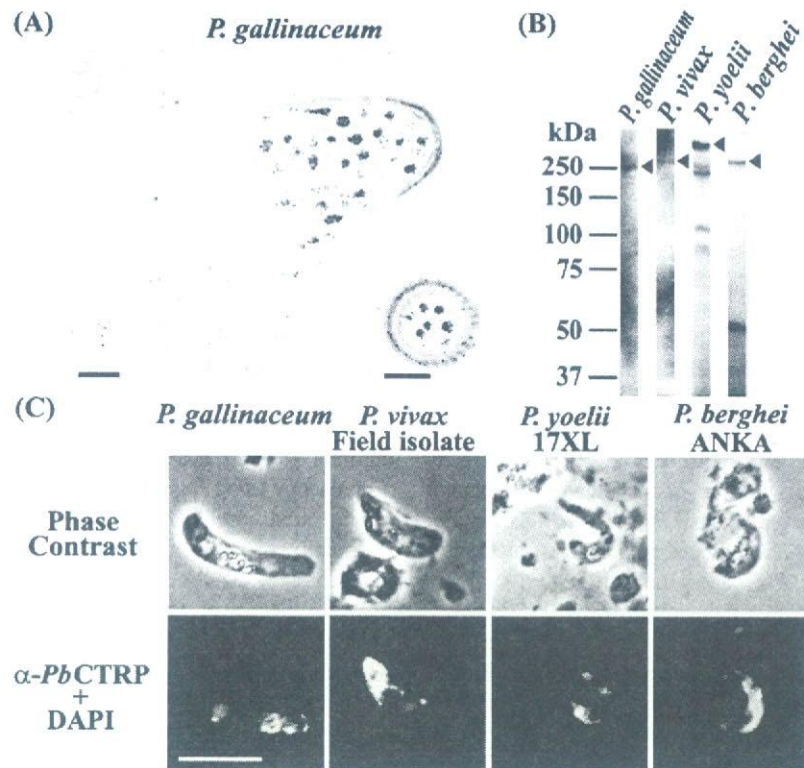 (A)
P. gallinaceum
(B)
P. gallinaceum
P. vivax
P. yoelii
P. berghei
kDa
250
150
100
75
50
37
(C)
P. gallinaceum
P. vivax
Field isolate
P. yoelii
17XL
P. berghei
ANKA
Phase
Contrast
α-PbCTRP
+
DAPI